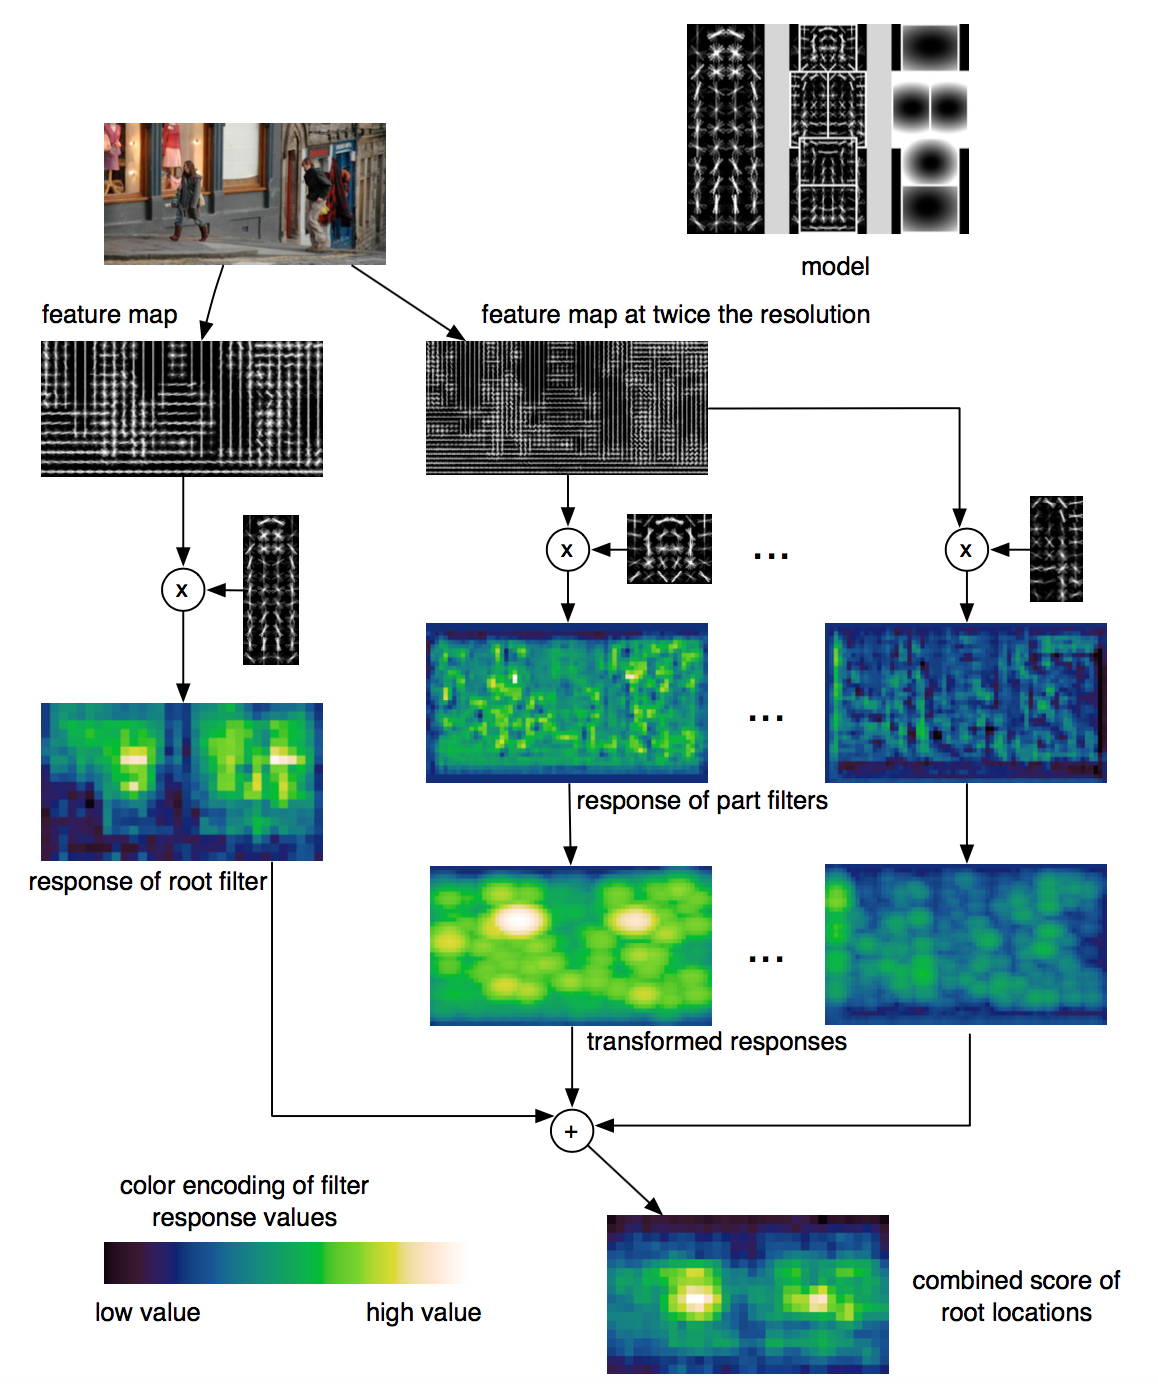 model
feature map
feature map at twice the resolution
x
x
...
x
...
response of part filters
response of root filter
...
transformed responses
+
color encoding of filter
response values
low value
high value
combined score of
root locations